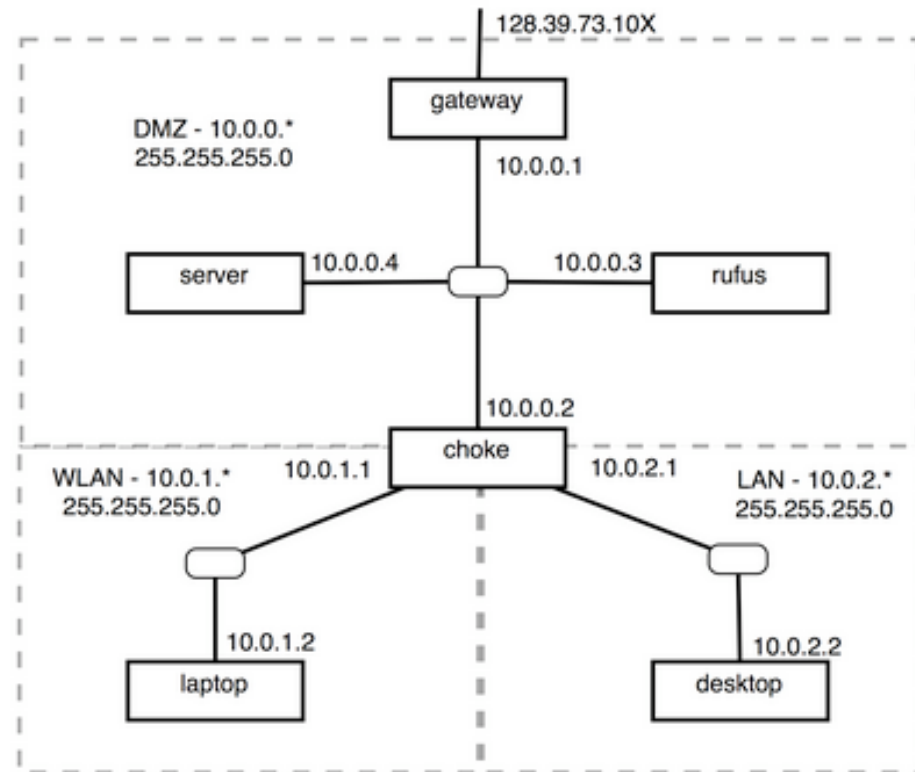 128.39.73.10X
gateway
DMZ - 10.0.0.*
255.255.255.0
10.0.0.1
server
10.0.0.4
10.0.0.3
rufus
10.0.0.2
choke
WLAN - 10.0.1.*
255.255.255.0
10.0.1.1
10.0.2.1
LAN - 10.0.2.*
255.255.255.0
10.0.1.2
laptop
10.0.2.2
desktop